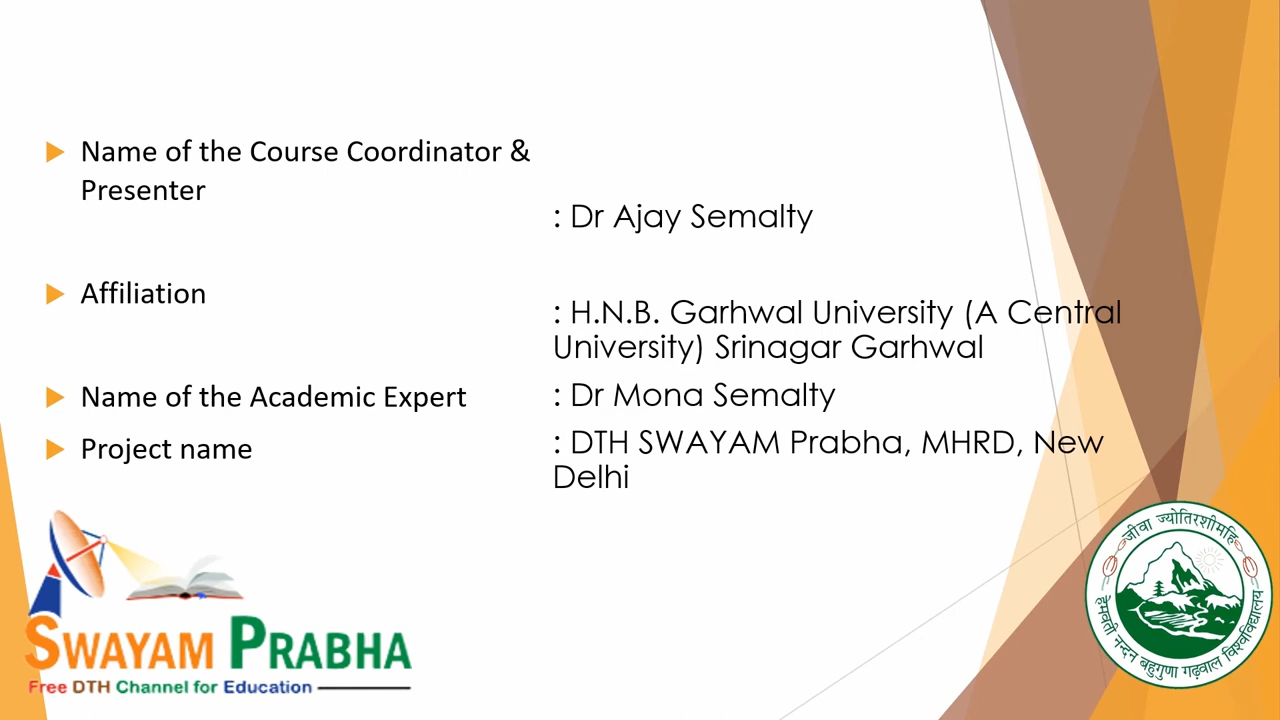 Name of the Course Coordinator &
Presenter
: Dr Ajay Semalty
Affiliation
: H.N.B. Garhwal University (A Central
University) Srinagar Garhwal
Name of the Academic Expert
: Dr Mona Semalty
Project name
: DTH SWAYAM Prabha, MHRD, New
Delhi
SWAYAM PRABHA
Free DTH Channel for Education
जीवा ज्योतिरशीमहि
हेमवती नन्दन बहुगुणा गढ़वाल विश्वविद्यालय